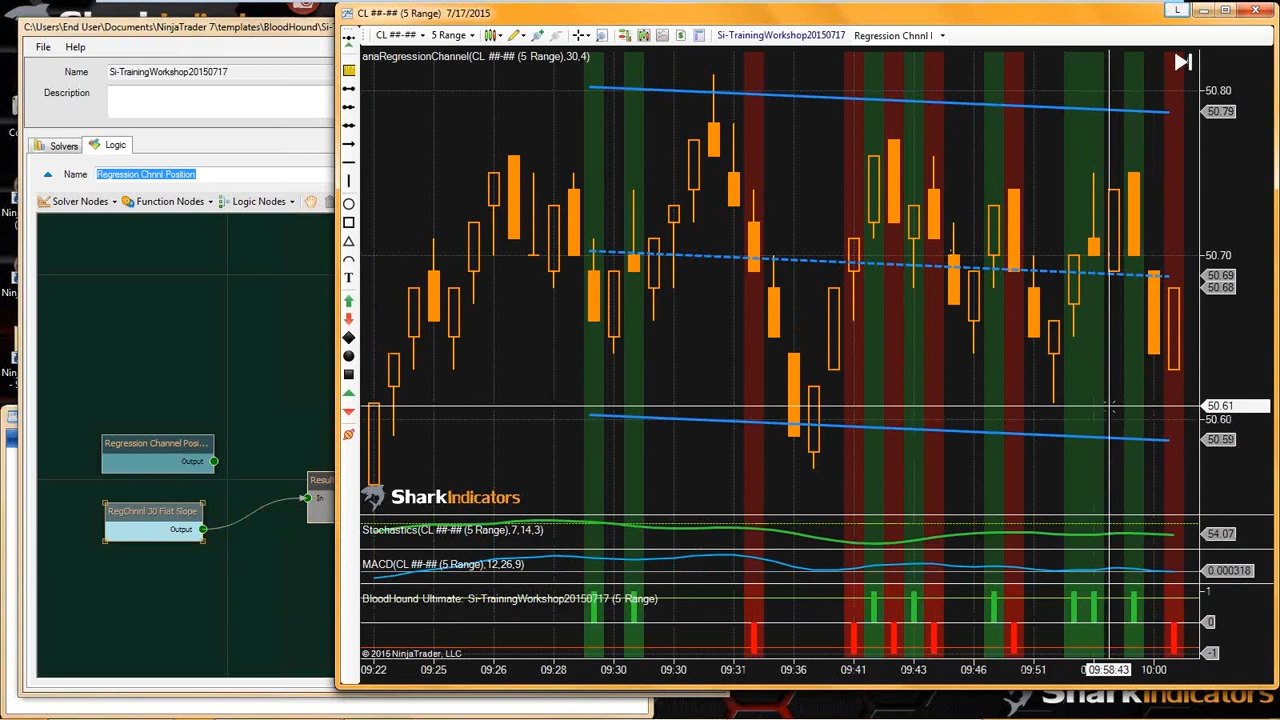 C:\Users\End User\Documents\NinjaTrader 7\templates\BloodHound\Si-
File Help
Name Si-TrainingWorkshop20150717
Description
Solvers Logic
Name Regression Chnnl Position
Solver Nodes Function Nodes Logic Nodes
Regression Channel Posi...
Output
RegChnnl 30 Flat Slope
Output
Result
In
CL ##-## (5 Range) 7/17/2015
L
CL ##-## 5 Range Si-TrainingWorkshop20150717 Regression Chnnl
anaRegressionChannel(CL ##-## (5 Range),30,4)
T
50.80
50.79
50.70
50.69
50.68
50.61
50.60
50.59
SharkIndicators
Stochastics(CL ##-## (5 Range),7,14,3)
54.07
MACD(CL ##-## (5 Range),12,26,9)
0.000318
BloodHound Ultimate: Si-TrainingWorkshop20150717 (5 Range)
1
0
-1
© 2015 NinjaTrader, LLC
09:22 09:25 09:26 09:28 09:30 09:30 09:31 09:36 09:41 09:43 09:46 09:51 09:58:43 10:00
SharkIndicators